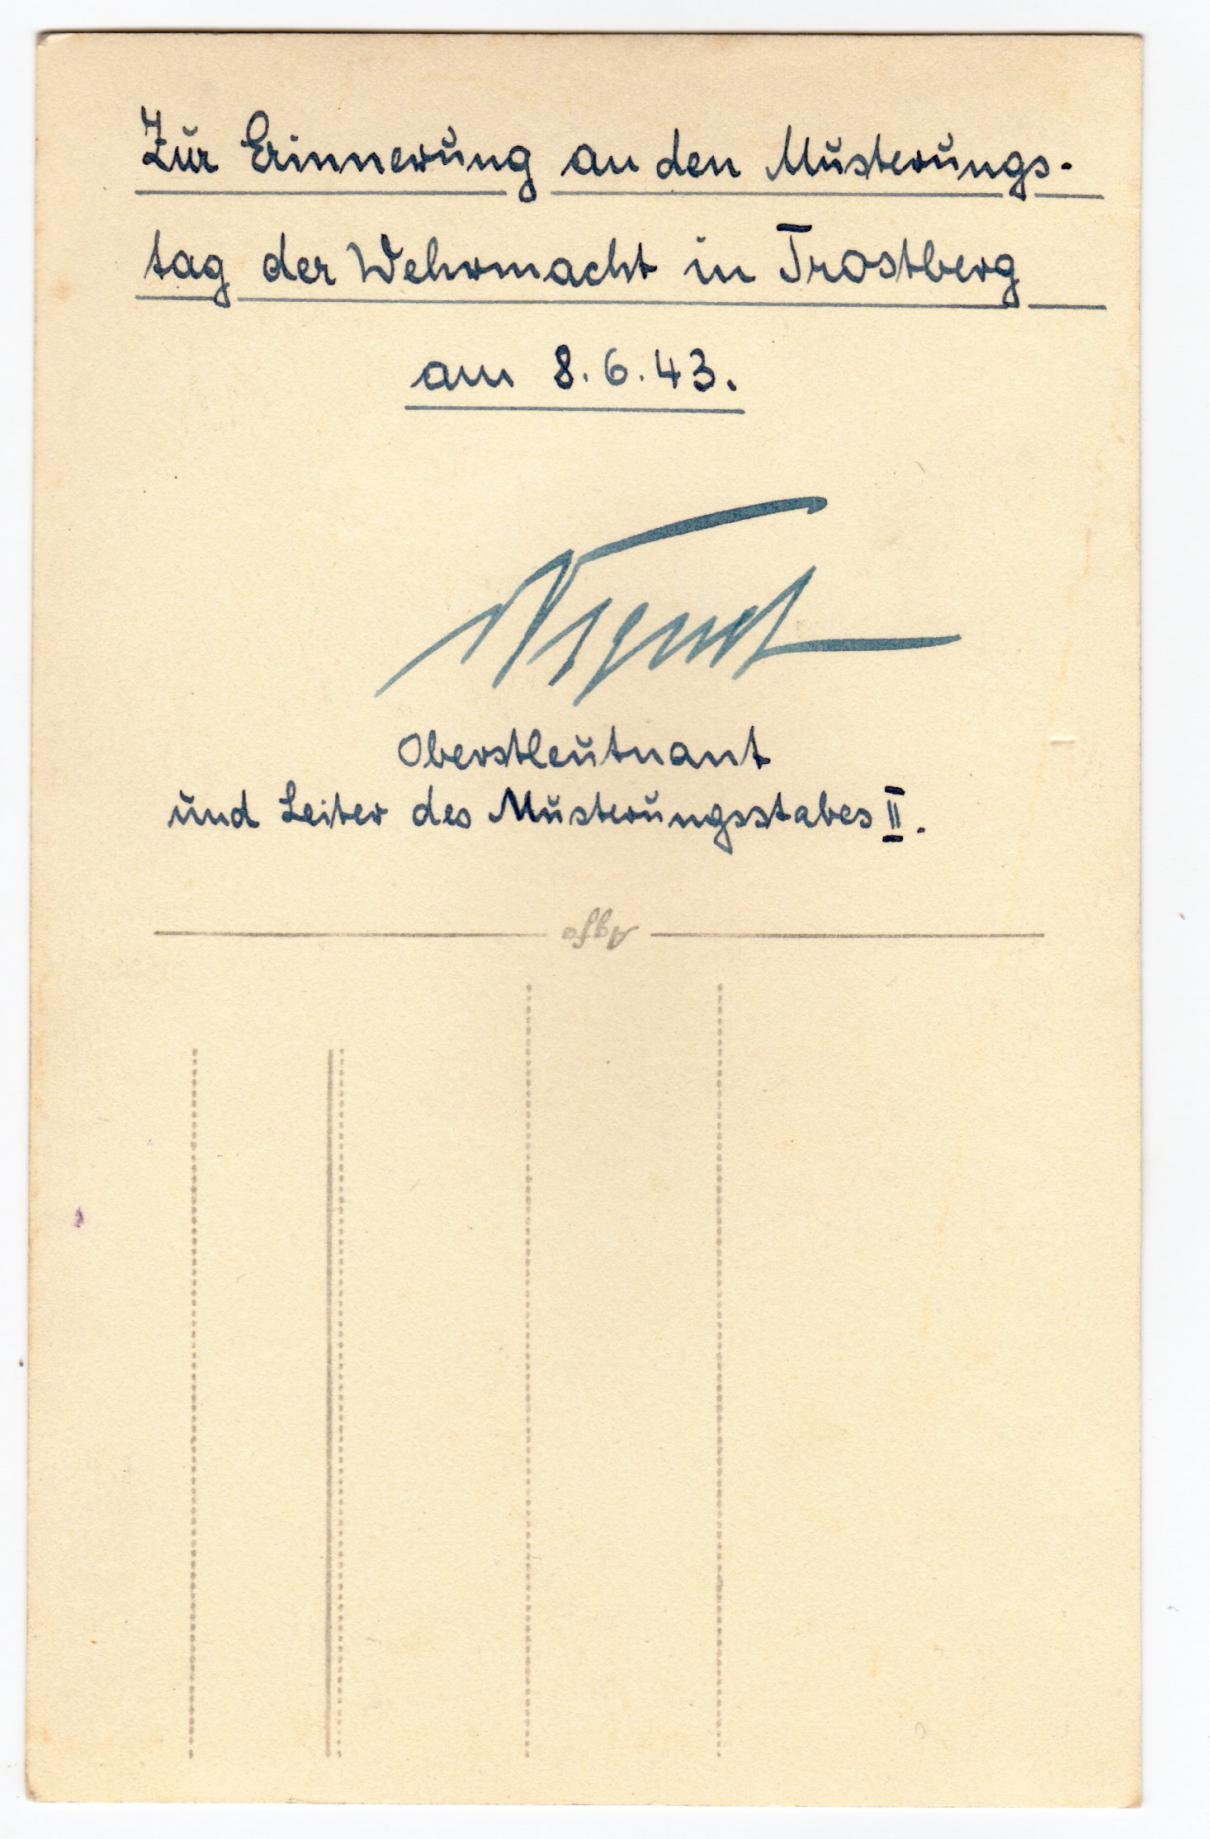 Zur Erinnerung an den Musterungs-
tag der Wehrmacht in Trostberg
am 8.6.43.
Oberstleutnant
und Leiter des Musterungsstabes II.
Agfa